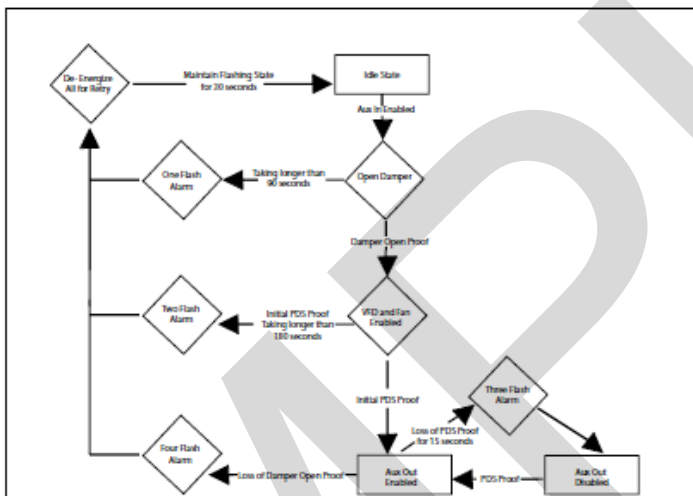 De- Energize
All for Retry
Maintain Flashing State
for 30 seconds
Idle State
Aux In Enabled
One Flash
Alarm
Taking longer than
90 seconds
Open Damper
Damper Open Proof
Two Flash
Alarm
Initial PDS Proof
Taking longer than
180 seconds
VFD and Fan
Enabled
Initial PDS Proof
Three Flash
Alarm
Loss of PDS Proof
for 15 seconds
Four Flash
Alarm
Loss of Damper Open Proof
Aux Out
Enabled
PDS Proof
Aux Out
Disabled